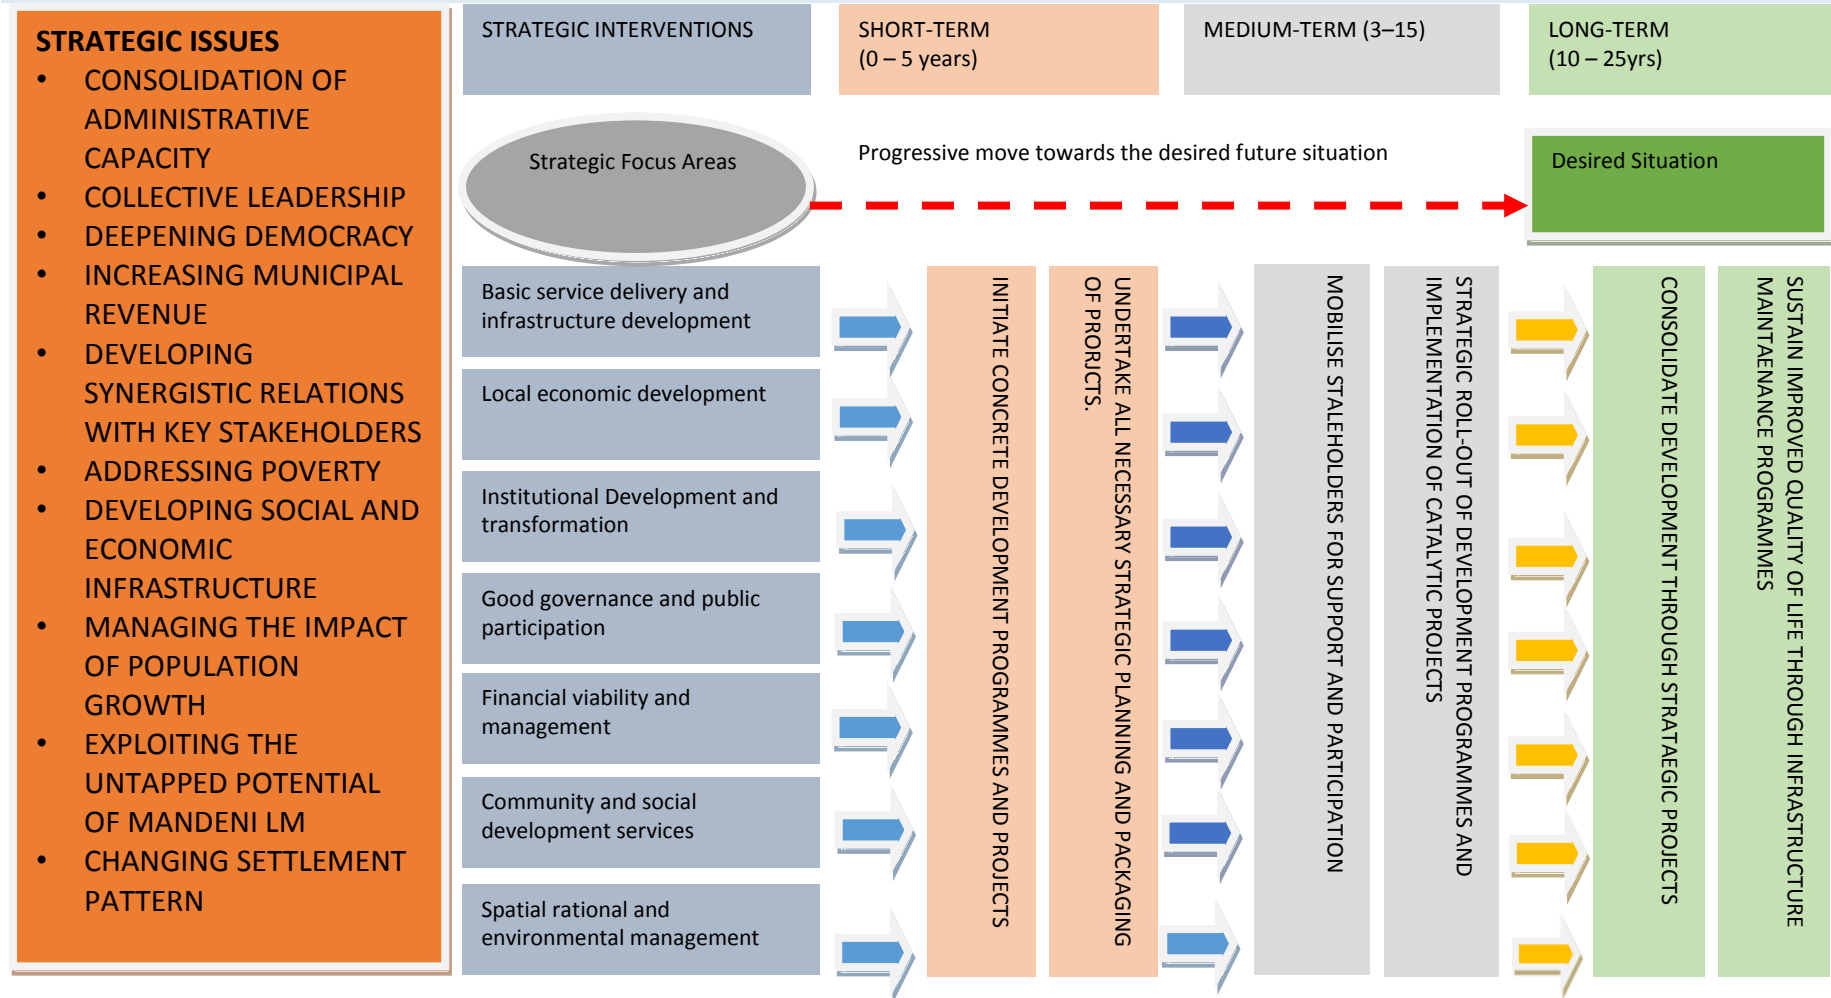 STRATEGIC ISSUES
• CONSOLIDATION OF
ADMINISTRATIVE
CAPACITY
• COLLECTIVE LEADERSHIP
• DEEPENING DEMOCRACY
• INCREASING MUNICIPAL
REVENUE
• DEVELOPING
SYNERGISTIC RELATIONS
WITH KEY STAKEHOLDERS
• ADDRESSING POVERTY
• DEVELOPING SOCIAL AND
ECONOMIC
INFRASTRUCTURE
• MANAGING THE IMPACT
OF POPULATION
GROWTH
• EXPLOITING THE
UNTAPPED POTENTIAL
OF MANDENI LM
• CHANGING SETTLEMENT
PATTERN
STRATEGIC INTERVENTIONS
SHORT-TERM
(0 – 5 years)
MEDIUM-TERM (3–15)
LONG-TERM
(10 – 25yrs)
Strategic Focus Areas
Progressive move towards the desired future situation
Desired Situation
Basic service delivery and
infrastructure development
Local economic development
Institutional Development and
transformation
Good governance and public
participation
Financial viability and
management
Community and social
development services
Spatial rational and
environmental management
INITIATE CONCRETE DEVELOPMENT PROGRAMMES AND PROJECTS
UNDERTAKE ALL NECESSARY STRATEGIC PLANNING AND PACKAGING
OF PRORJCTS.
MOBILISE STALEHOLDERS FOR SUPPORT AND PARTICIPATION
STRATEGIC ROLL-OUT OF DEVELOPMENT PROGRAMMES AND
IMPLEMENTATION OF CATALYTIC PROJECTS
CONSOLIDATE DEVELOPMENT THROUGH STRATAEGIC PROJECTS
SUSTAIN IMPROVED QUALITY OF LIFE THROUGH INFRASTRUCTURE
MAINTAENANCE PROGRAMMES